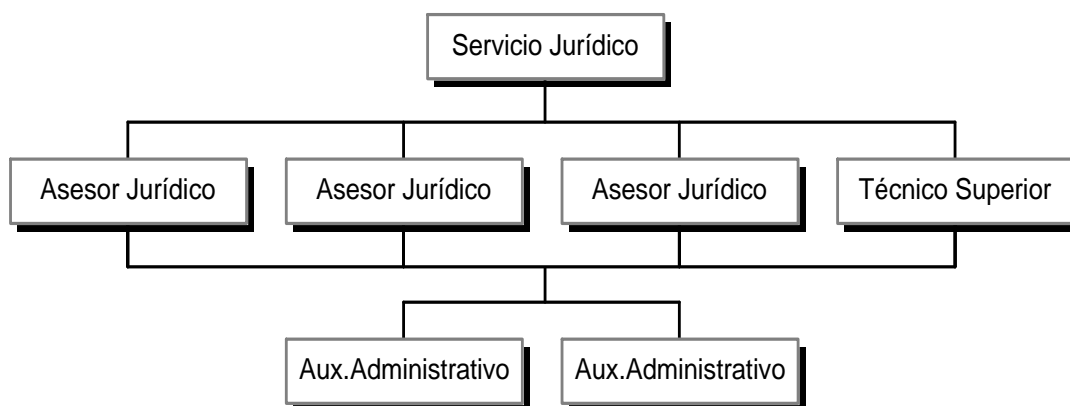 Servicio Jurídico
Asesor Jurídico
Asesor Jurídico
Asesor Jurídico
Técnico Superior
Aux.Administrativo
Aux.Administrativo